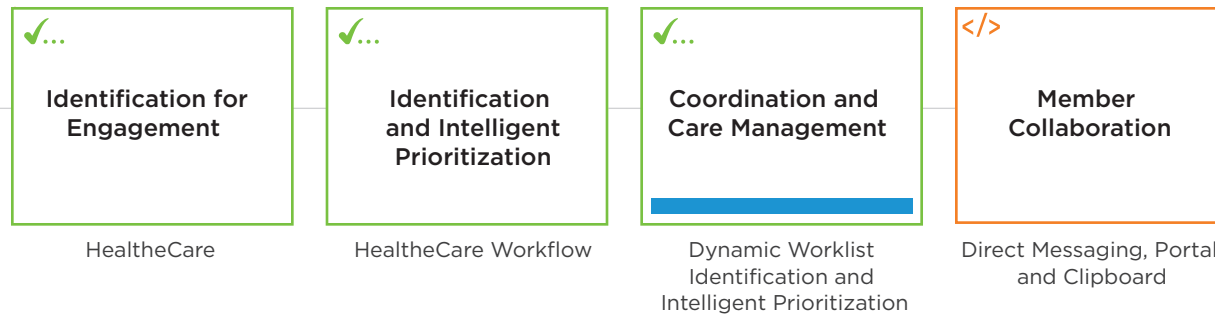 ✓...
Identification for
Engagement
HealtheCare
✓...
Identification
and Intelligent
Prioritization
HealtheCare Workflow
✓...
Coordination and
Care Management
Dynamic Worklist
Identification and
Intelligent Prioritization
</>
Member
Collaboration
Direct Messaging, Portal
and Clipboard